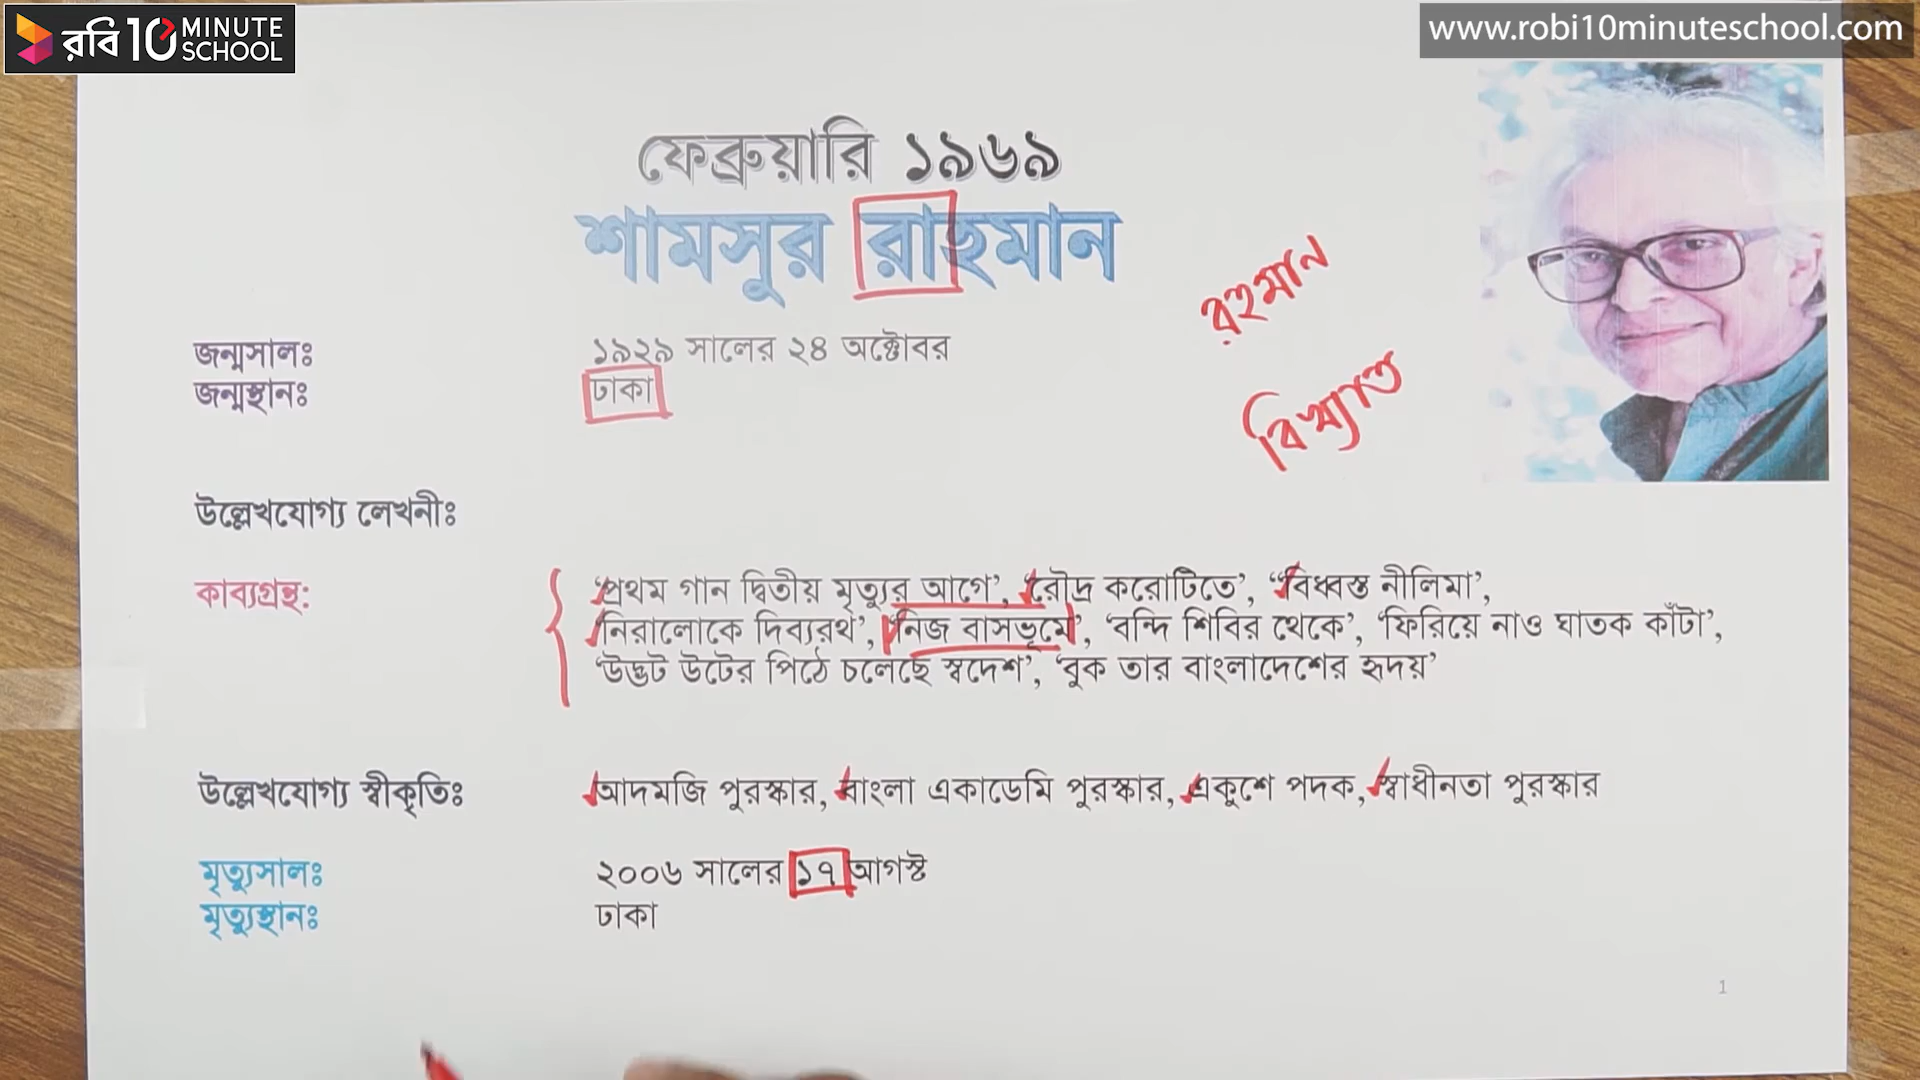 রবি 10 MINUTE SCHOOL
www.robi10minuteschool.com
ফেব্রুয়ারি ১৯৬৯
শামসুর রাহমান
রহমান
বিখ্যাত
জন্মসালঃ ১৯২৯ সালের ২৪ অক্টোবর
জন্মস্থানঃ ঢাকা
উল্লেখযোগ্য লেখনীঃ
কাব্যগ্রন্থ: ‘প্রথম গান দ্বিতীয় মৃত্যুর আগে’, ‘রৌদ্র করোটিতে’, ‘বিধ্বস্ত নীলিমা’,
‘নিরালোকে দিব্যরথ’, ‘নিজ বাসভূমে’, ‘বন্দি শিবির থেকে’, ‘ফিরিয়ে নাও ঘাতক কাঁটা’,
‘উদ্ভট উটের পিঠে চলেছে স্বদেশ’, ‘বুক তার বাংলাদেশের হৃদয়’
উল্লেখযোগ্য স্বীকৃতিঃ আদমজি পুরস্কার, বাংলা একাডেমি পুরস্কার, একুশে পদক, স্বাধীনতা পুরস্কার
মৃত্যুসালঃ ২০০৬ সালের ১৭ আগস্ট
মৃত্যুস্থানঃ ঢাকা
1